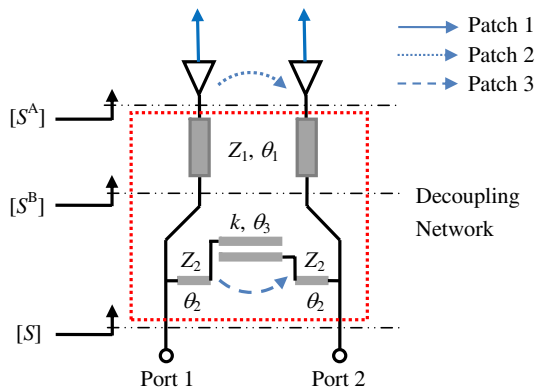 Patch 1
Patch 2
Patch 3
[S^A]
Z₁, θ₁
[S^B]
Decoupling
Network
k, θ₃
Z₂ Z₂
θ₂ θ₂
[S]
Port 1 Port 2